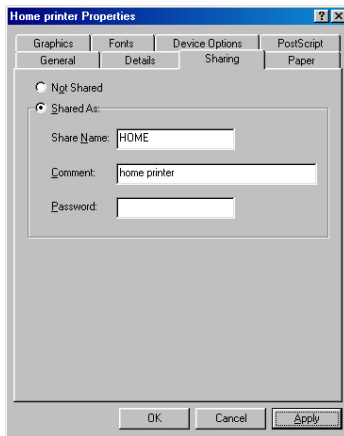 Home printer Properties
Graphics Fonts Device Options PostScript
General Details Sharing Paper
Not Shared
Shared As:
Share Name: HOME
Comment: home printer
Password:
OK Cancel Apply